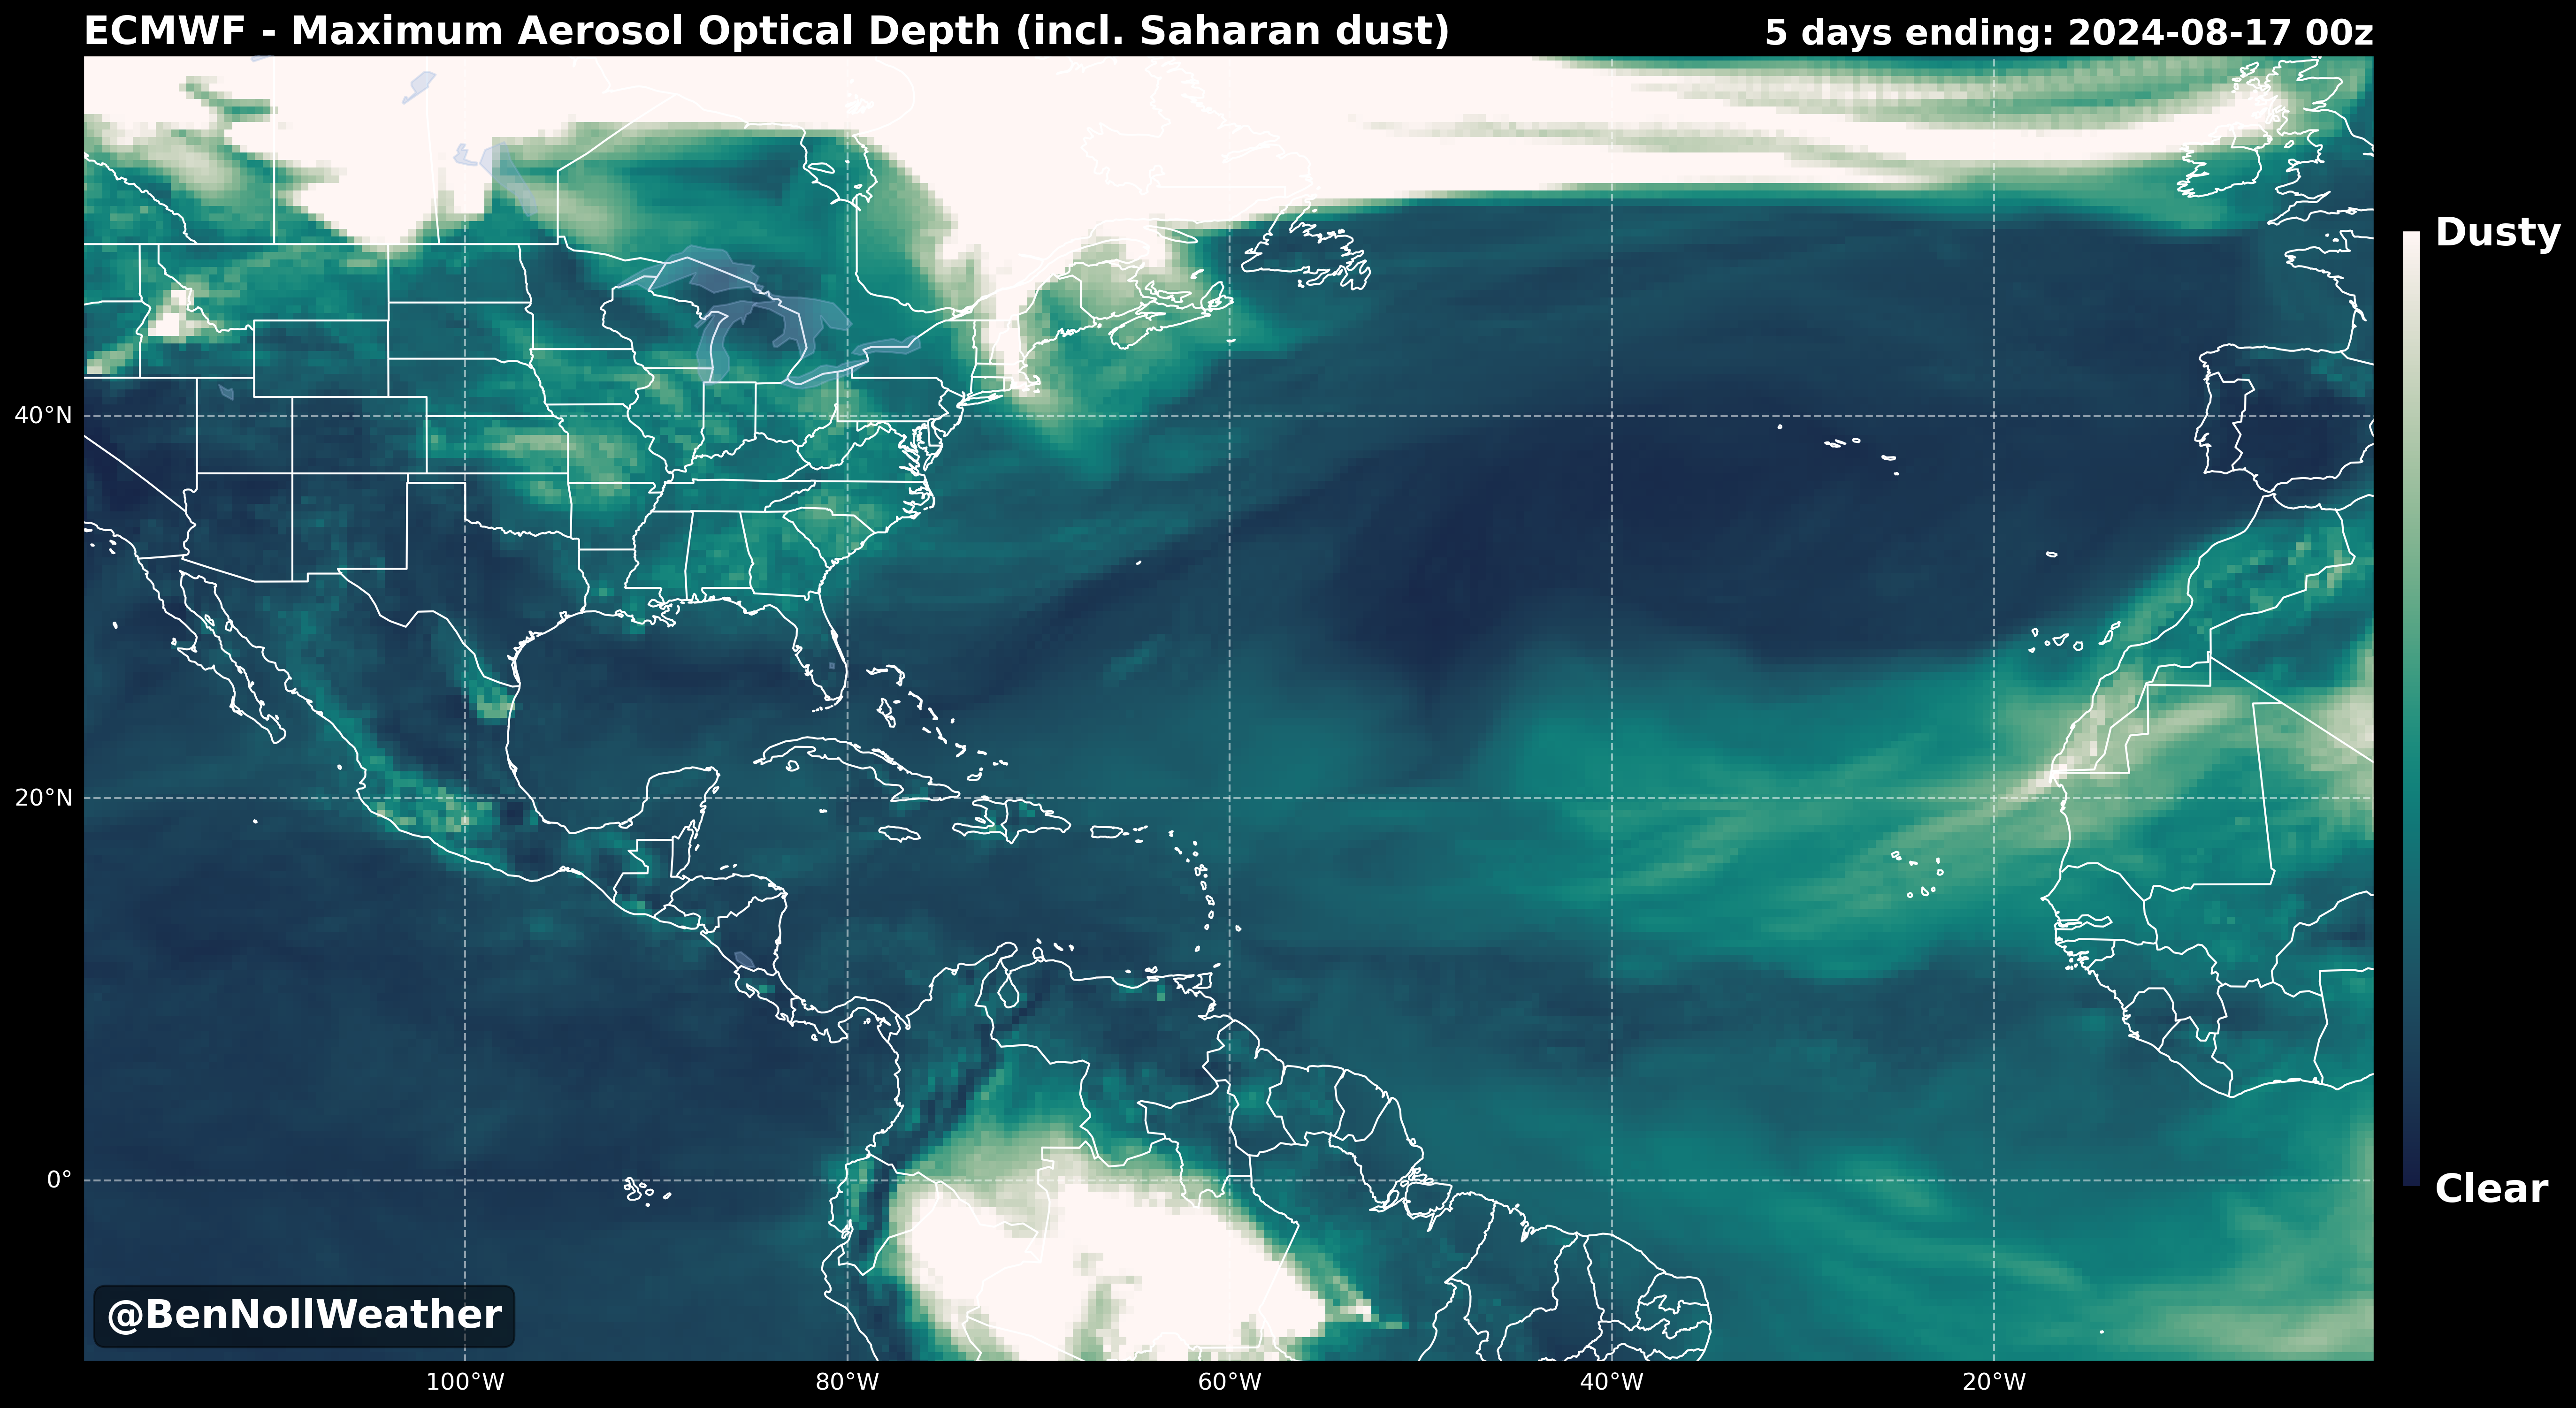 ECMWF - Maximum Aerosol Optical Depth (incl. Saharan dust)
5 days ending: 2024-08-17 00z
Dusty
40°N
20°N
0°
Clear
@BenNollWeather
100°W
80°W
60°W
40°W
20°W